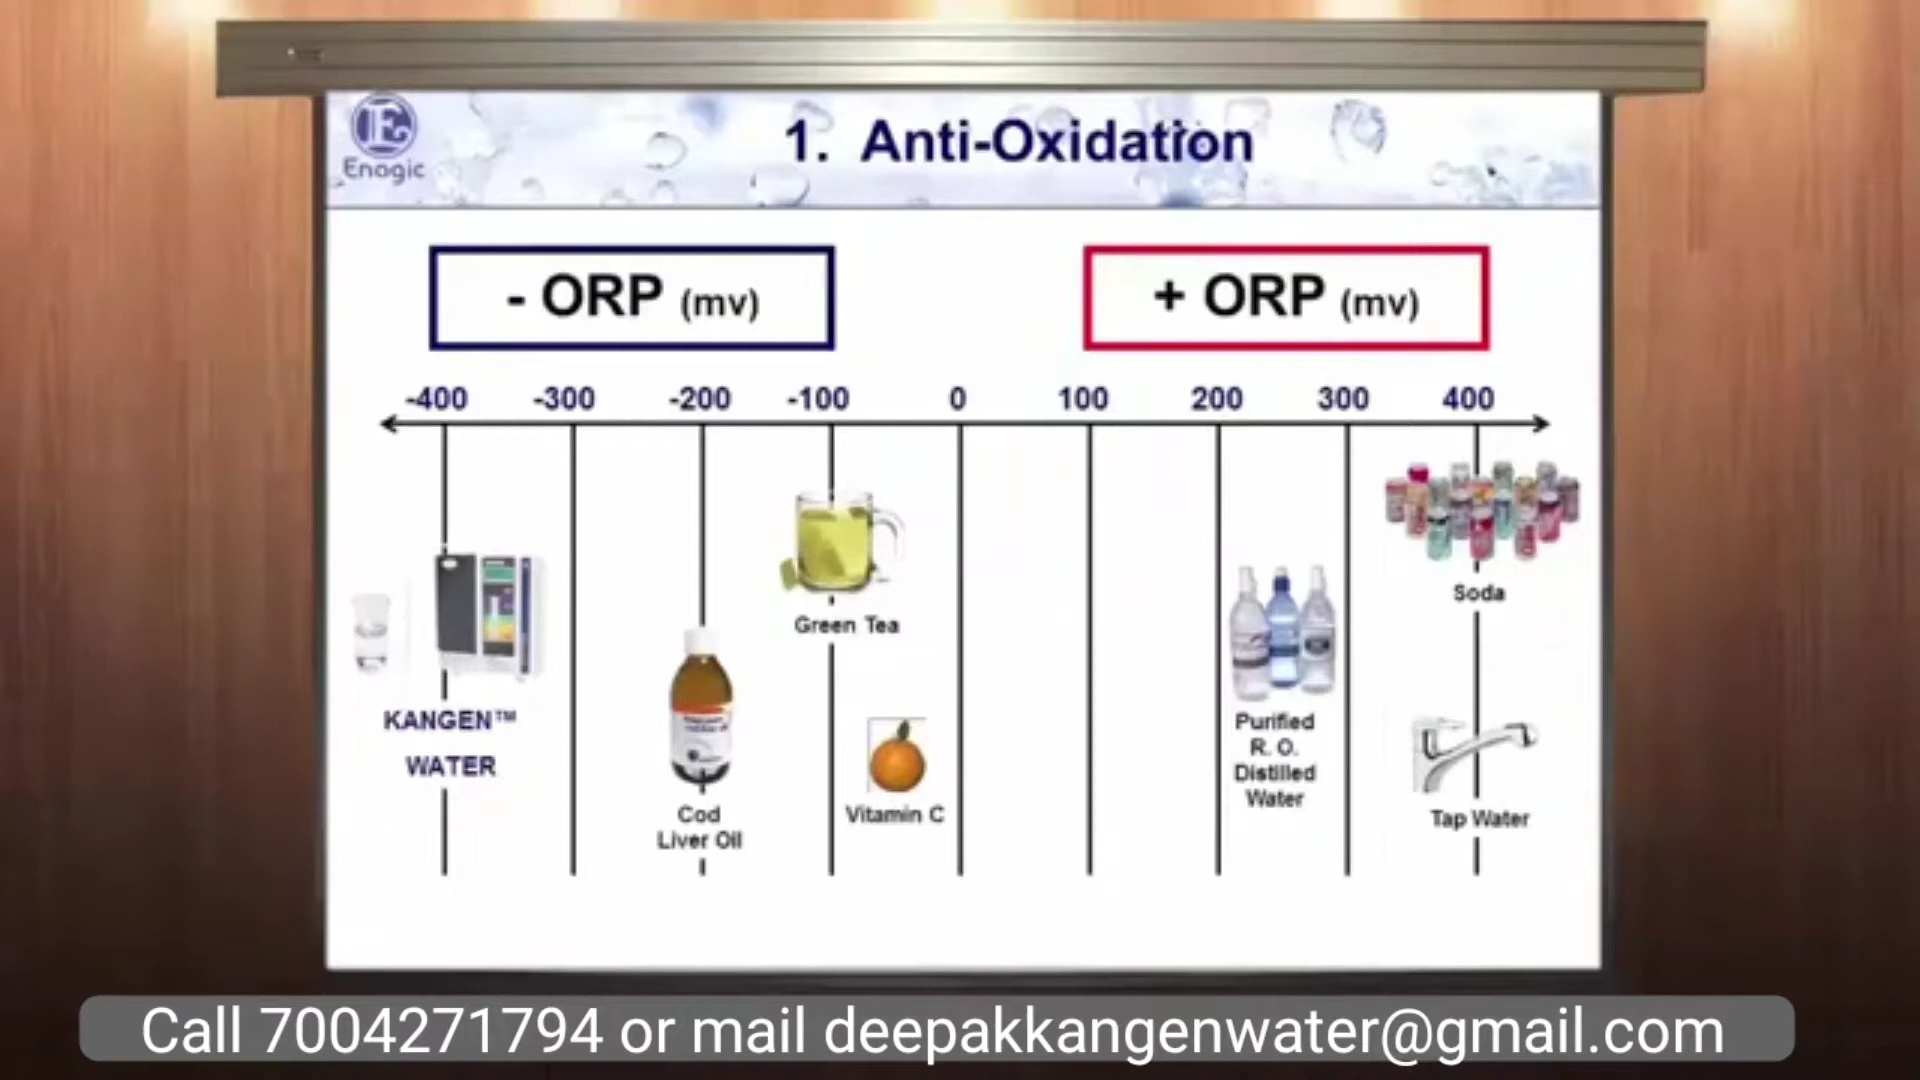 Enagic
1. Anti-Oxidation
- ORP (mv)
+ ORP (mv)
-400 -300 -200 -100 0 100 200 300 400
Soda
Green Tea
KANGEN™
WATER
Purified
R. O.
Distilled
Water
Cod
Liver Oil
Vitamin C
Tap Water
Call 7004271794 or mail deepakkangenwater@gmail.com